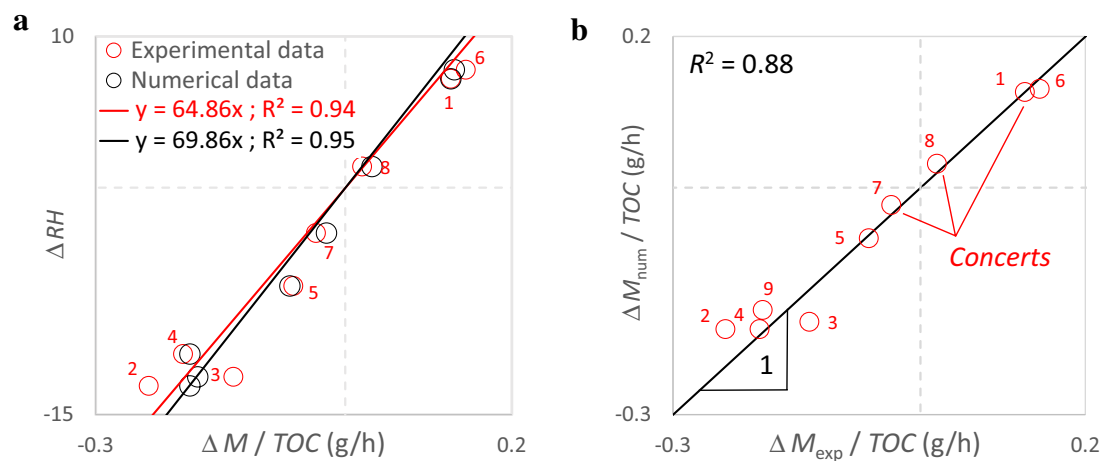 a
10
Experimental data
Numerical data
y = 64.86x ; R² = 0.94
y = 69.86x ; R² = 0.95
6
1
8
7
5
4
2
3
ΔRH
-15
-0.3
0.2
ΔM / TOC (g/h)
b
0.2
R² = 0.88
1
6
8
7
5
Concerts
9
2
4
3
1
ΔM_num / TOC (g/h)
-0.3
-0.3
0.2
ΔM_exp / TOC (g/h)